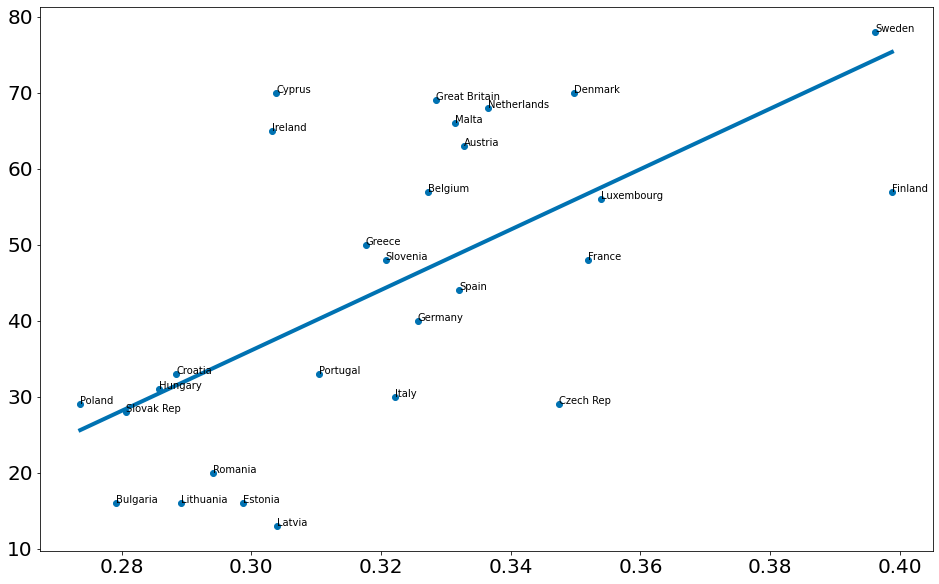 80
Sweden
70
Cyprus
Denmark
Great Britain
Netherlands
Malta
Ireland
Austria
60
Belgium
Finland
Luxembourg
50
Greece
Slovenia
France
Spain
40
Germany
Croatia
Portugal
Hungary
30
Italy
Poland
Czech Rep
Slovak Rep
20
Romania
Bulgaria
Lithuania
Estonia
Latvia
10
0.28 0.30 0.32 0.34 0.36 0.38 0.40